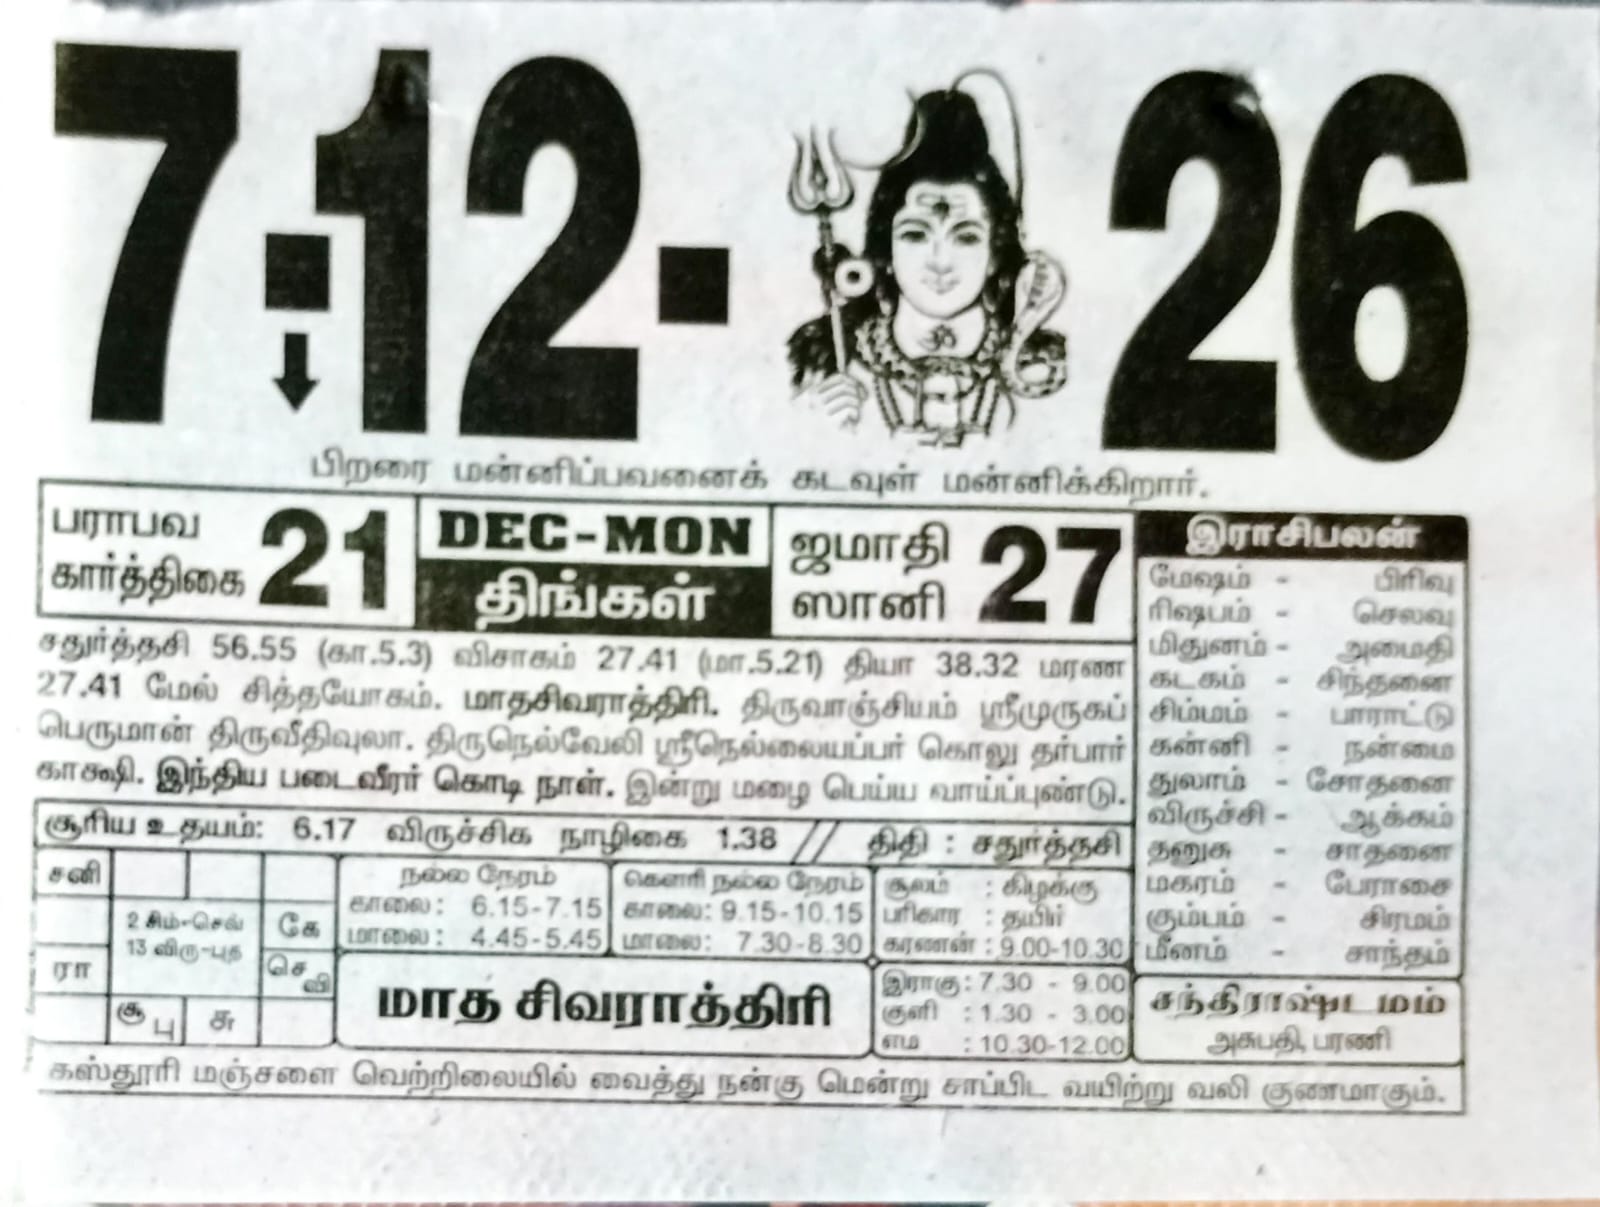 7-12-26
பிறரை மன்னிப்பவனைக் கடவுள் மன்னிக்கிறார்.
பராபவ
கார்த்திகை 21
DEC-MON
திங்கள்
ஜமாதி
ஸானி 27
சதுர்த்தசி 56.55 (கா.5.3) விசாகம் 27.41 (மா.5.21) தியா 38.32 மரண
27.41 மேல் சித்தயோகம். மாதசிவராத்திரி. திருவாஞ்சியம் ஸ்ரீமுருகப்
பெருமான் திருவீதிவுலா. திருநெல்வேலி ஸ்ரீநெல்லையப்பர் கொலு தர்பார்
காக்ஷி. இந்திய படைவீரர் கொடி நாள். இன்று மழை பெய்ய வாய்ப்புண்டு.
சூரிய உதயம்: 6.17 விருச்சிக நாழிகை 1.38 // திதி : சதுர்த்தசி
சனி
2 சிம்-செல்
13 விரு-புத
கே
ரா
செ
வி
சூ
பு
சு
நல்ல நேரம்
காலை: 6.15-7.15
மாலை: 4.45-5.45
கௌரி நல்ல நேரம்
காலை: 9.15-10.15
மாலை: 7.30-8.30
சூலம் : கிழக்கு
பரிகார : தயிர்
கரணன் : 9.00-10.30
மாத சிவராத்திரி
இராகு: 7.30 - 9.00
குளி : 1.30 - 3.00
எம : 10.30-12.00
இராசிபலன்
மேஷம் - பிரிவு
ரிஷபம் - செலவு
மிதுனம் - அமைதி
கடகம் - சிந்தனை
சிம்மம் - பாராட்டு
கன்னி - நன்மை
துலாம் - சோதனை
விருச்சி - ஆக்கம்
தனுசு - சாதனை
மகரம் - பேராசை
கும்பம் - சிரமம்
மீனம் - சாந்தம்
சந்திராஷ்டமம்
அசுபதி, பரணி
கஸ்தூரி மஞ்சளை வெற்றிலையில் வைத்து நன்கு மென்று சாப்பிட வயிற்று வலி குணமாகும்.